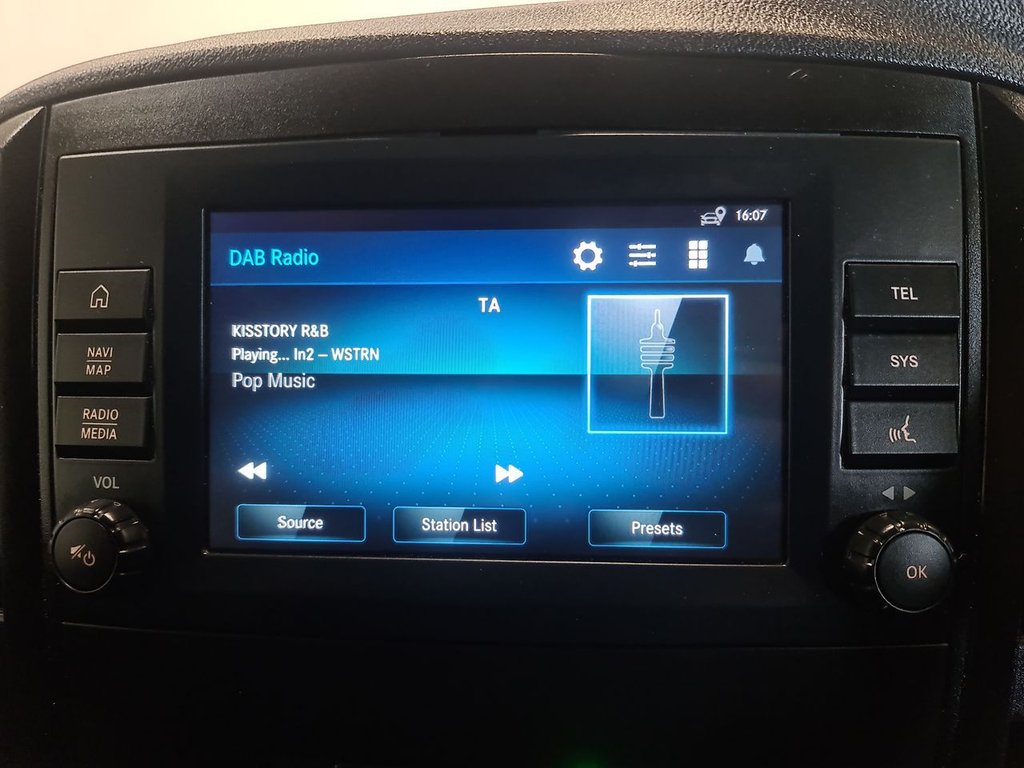 16:07
DAB Radio
TA
KISSTORY R&B
Playing... In2 – WSTRN
Pop Music
Source
Station List
Presets
NAVI
MAP
RADIO
MEDIA
VOL
TEL
SYS
OK